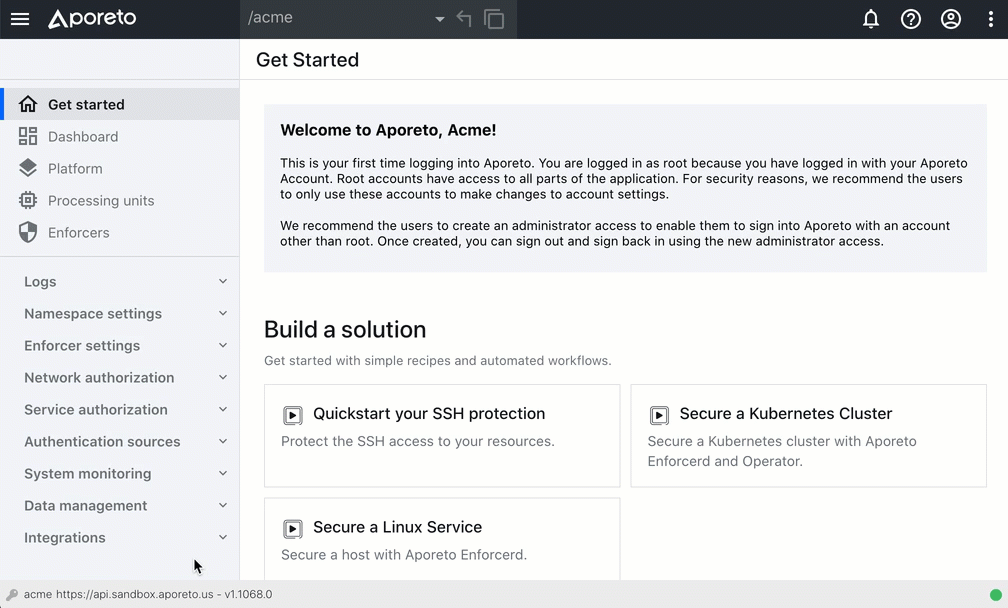 Aporeto
/acme
Get Started
Get started
Dashboard
Platform
Processing units
Enforcers
Logs
Namespace settings
Enforcer settings
Network authorization
Service authorization
Authentication sources
System monitoring
Data management
Integrations
Welcome to Aporeto, Acme!
This is your first time logging into Aporeto. You are logged in as root because you have logged in with your Aporeto
Account. Root accounts have access to all parts of the application. For security reasons, we recommend the users
to only use these accounts to make changes to account settings.
We recommend the users to create an administrator access to enable them to sign into Aporeto with an account
other than root. Once created, you can sign out and sign back in using the new administrator access.
Build a solution
Get started with simple recipes and automated workflows.
Quickstart your SSH protection
Protect the SSH access to your resources.
Secure a Kubernetes Cluster
Secure a Kubernetes cluster with Aporeto
Enforcerd and Operator.
Secure a Linux Service
Secure a host with Aporeto Enforcerd.
acme https://api.sandbox.aporeto.us - v1.1068.0